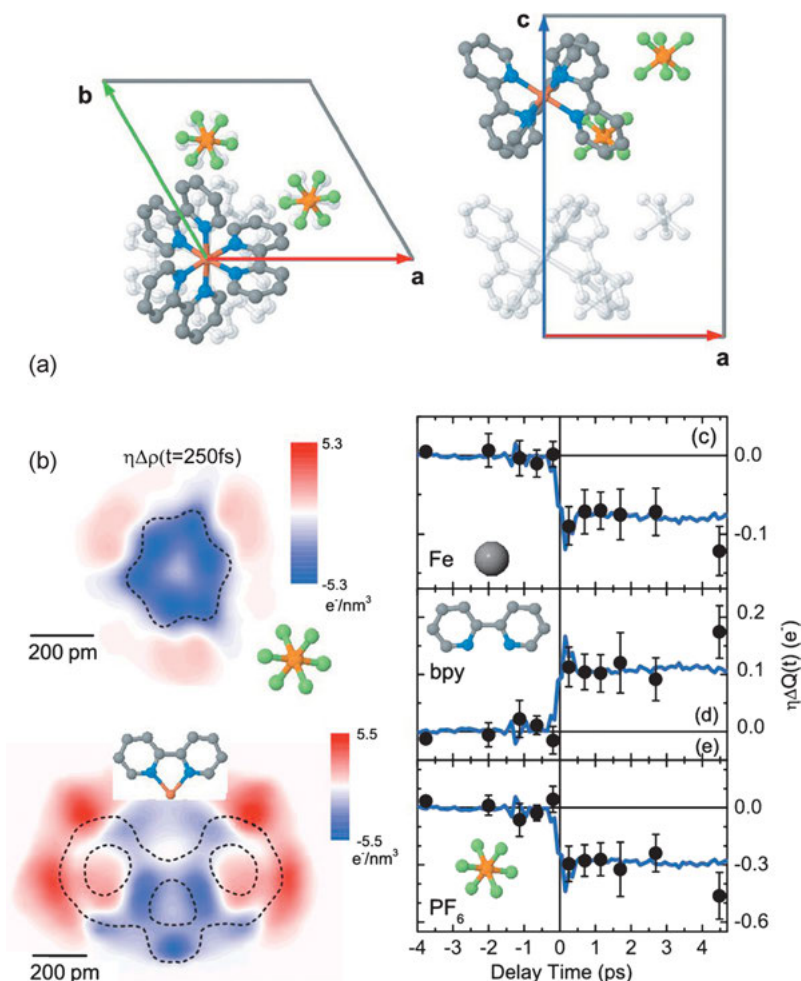 b
a
c
a
(a)
(b)
ηΔρ(t=250fs)
5.3
-5.3
e⁻/nm³
200 pm
5.5
-5.5
e⁻/nm³
200 pm
(c)
0.0
-0.1
Fe
0.2
0.1
0.0
bpy
(d)
ηΔQ(t) (e⁻)
(e)
0.0
-0.3
-0.6
PF₆
-4 -3 -2 -1 0 1 2 3 4
Delay Time (ps)